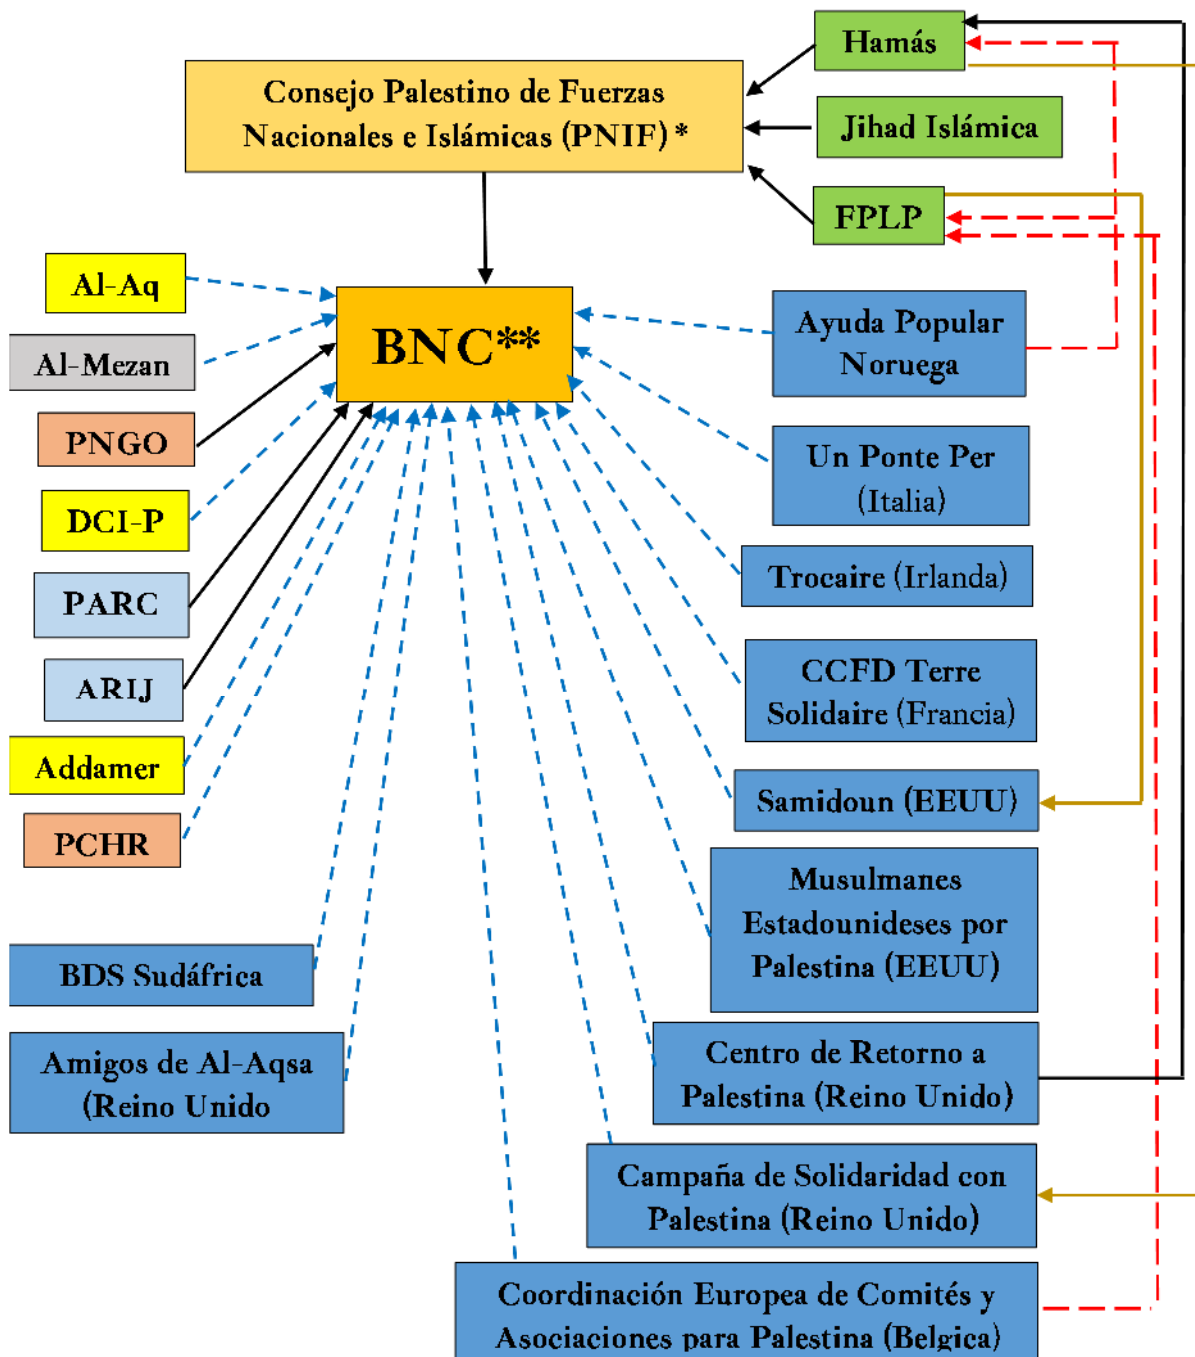 Hamás
Consejo Palestino de Fuerzas
Nacionales e Islámicas (PNIF) *
Jihad Islámica
FPLP
Al-Aq
BNC**
Ayuda Popular
Noruega
Al-Mezan
PNGO
Un Ponte Per
(Italia)
DCI-P
Trocaire (Irlanda)
PARC
CCFD Terre
Solidaire (Francia)
ARIJ
Addamer
Samidoun (EEUU)
PCHR
Musulmanes
Estadounideses por
Palestina (EEUU)
BDS Sudáfrica
Amigos de Al-Aqsa
(Reino Unido
Centro de Retorno a
Palestina (Reino Unido)
Campaña de Solidaridad con
Palestina (Reino Unido)
Coordinación Europea de Comités y
Asociaciones para Palestina (Belgica)